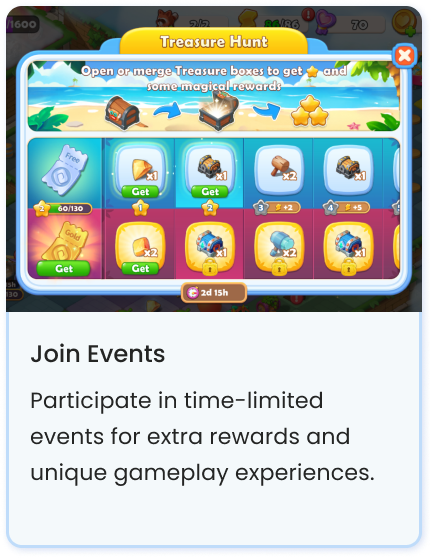 /1600
2/2
86/86
70
Treasure Hunt
Open or merge Treasure boxes to get and
some magical rewards
Free
x1
x1
x2
x1
Get
Get
2
60/130
1
2
3
+2
4
+5
Gold
x2
x1
x2
x1
Get
Get
2d 15h
Join Events
Participate in time-limited
events for extra rewards and
unique gameplay experiences.